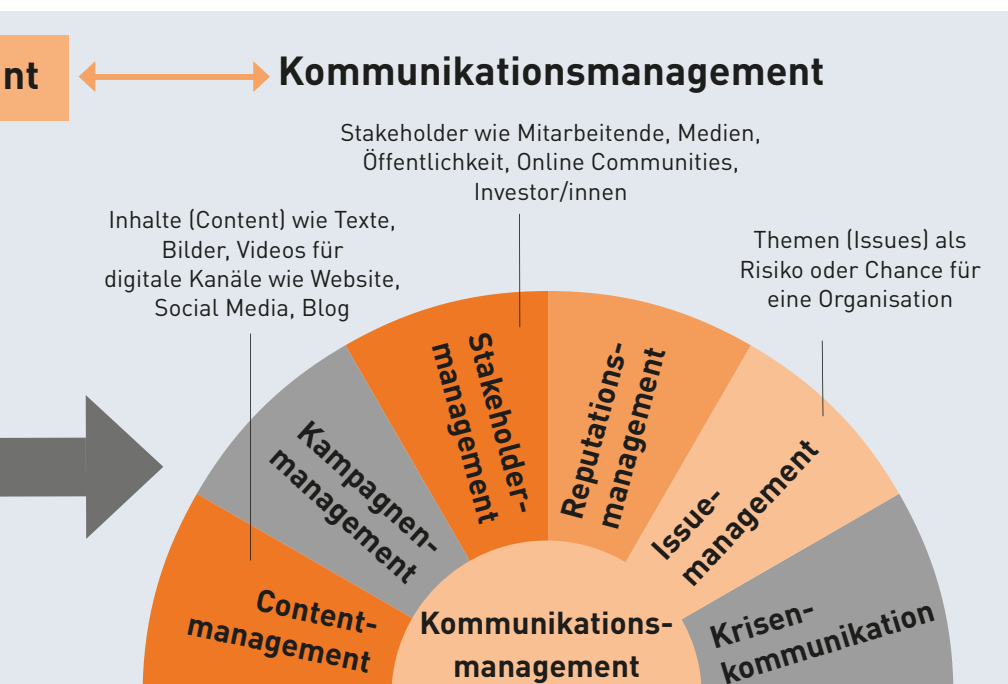 nt
Kommunikationsmanagement
Stakeholder wie Mitarbeitende, Medien,
Öffentlichkeit, Online Communities,
Investor/innen
Inhalte (Content) wie Texte,
Bilder, Videos für
digitale Kanäle wie Website,
Social Media, Blog
Themen (Issues) als
Risiko oder Chance für
eine Organisation
Content-
management
Kampagnen-
management
Stakeholder-
management
Reputations-
management
Issue-
management
Krisen-
kommunikation
Kommunikations-
management